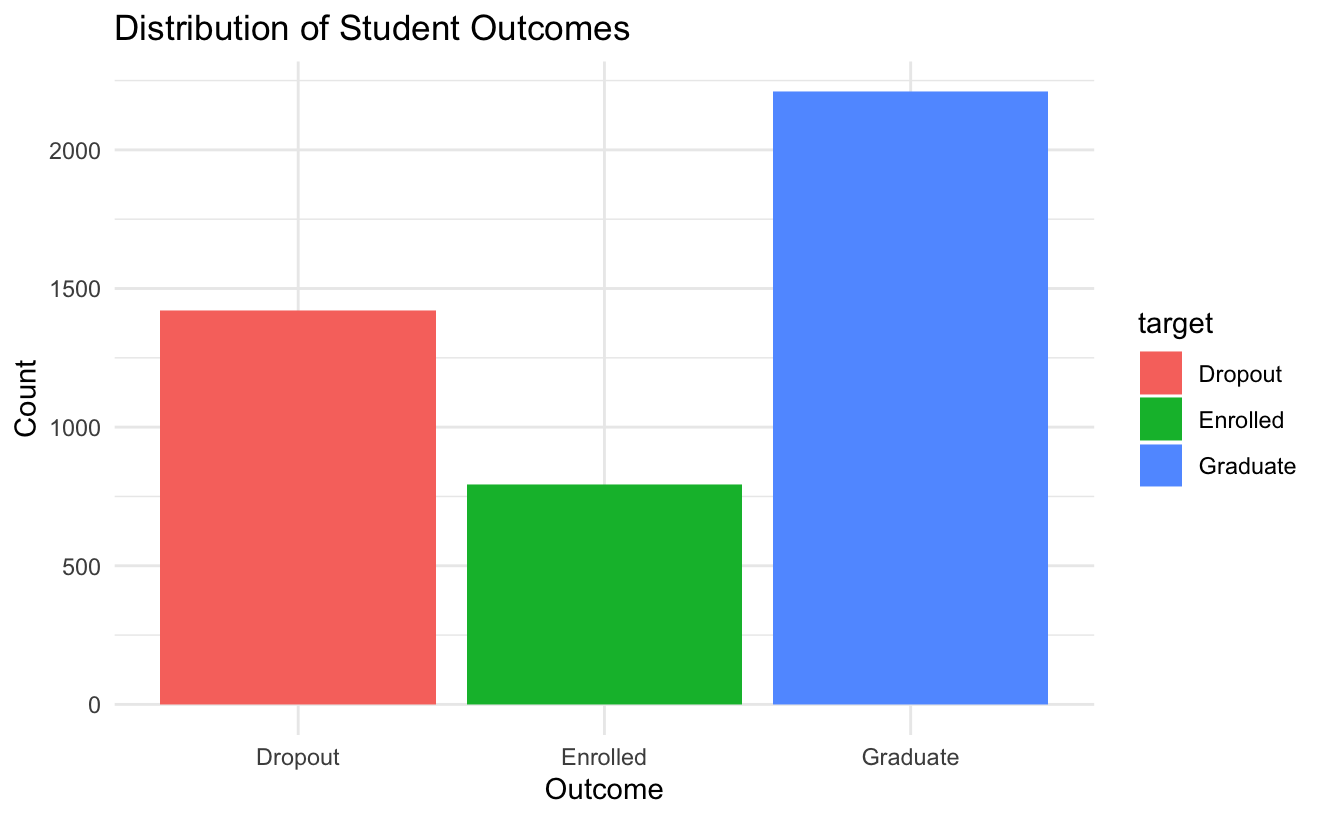 Distribution of Student Outcomes
Count
2000
1500
1000
500
0
Dropout
Enrolled
Graduate
Outcome
target
Dropout
Enrolled
Graduate